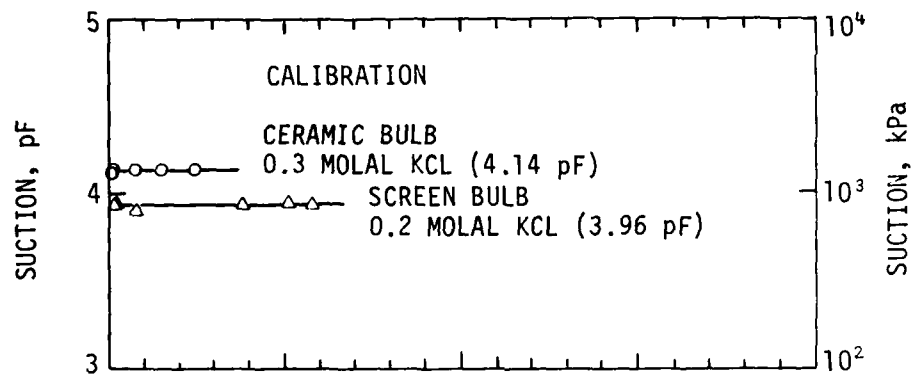 5
10⁴
CALIBRATION
CERAMIC BULB
0.3 MOLAL KCL (4.14 pF)
SUCTION, pF
SUCTION, kPa
4
10³
SCREEN BULB
0.2 MOLAL KCL (3.96 pF)
3
10²